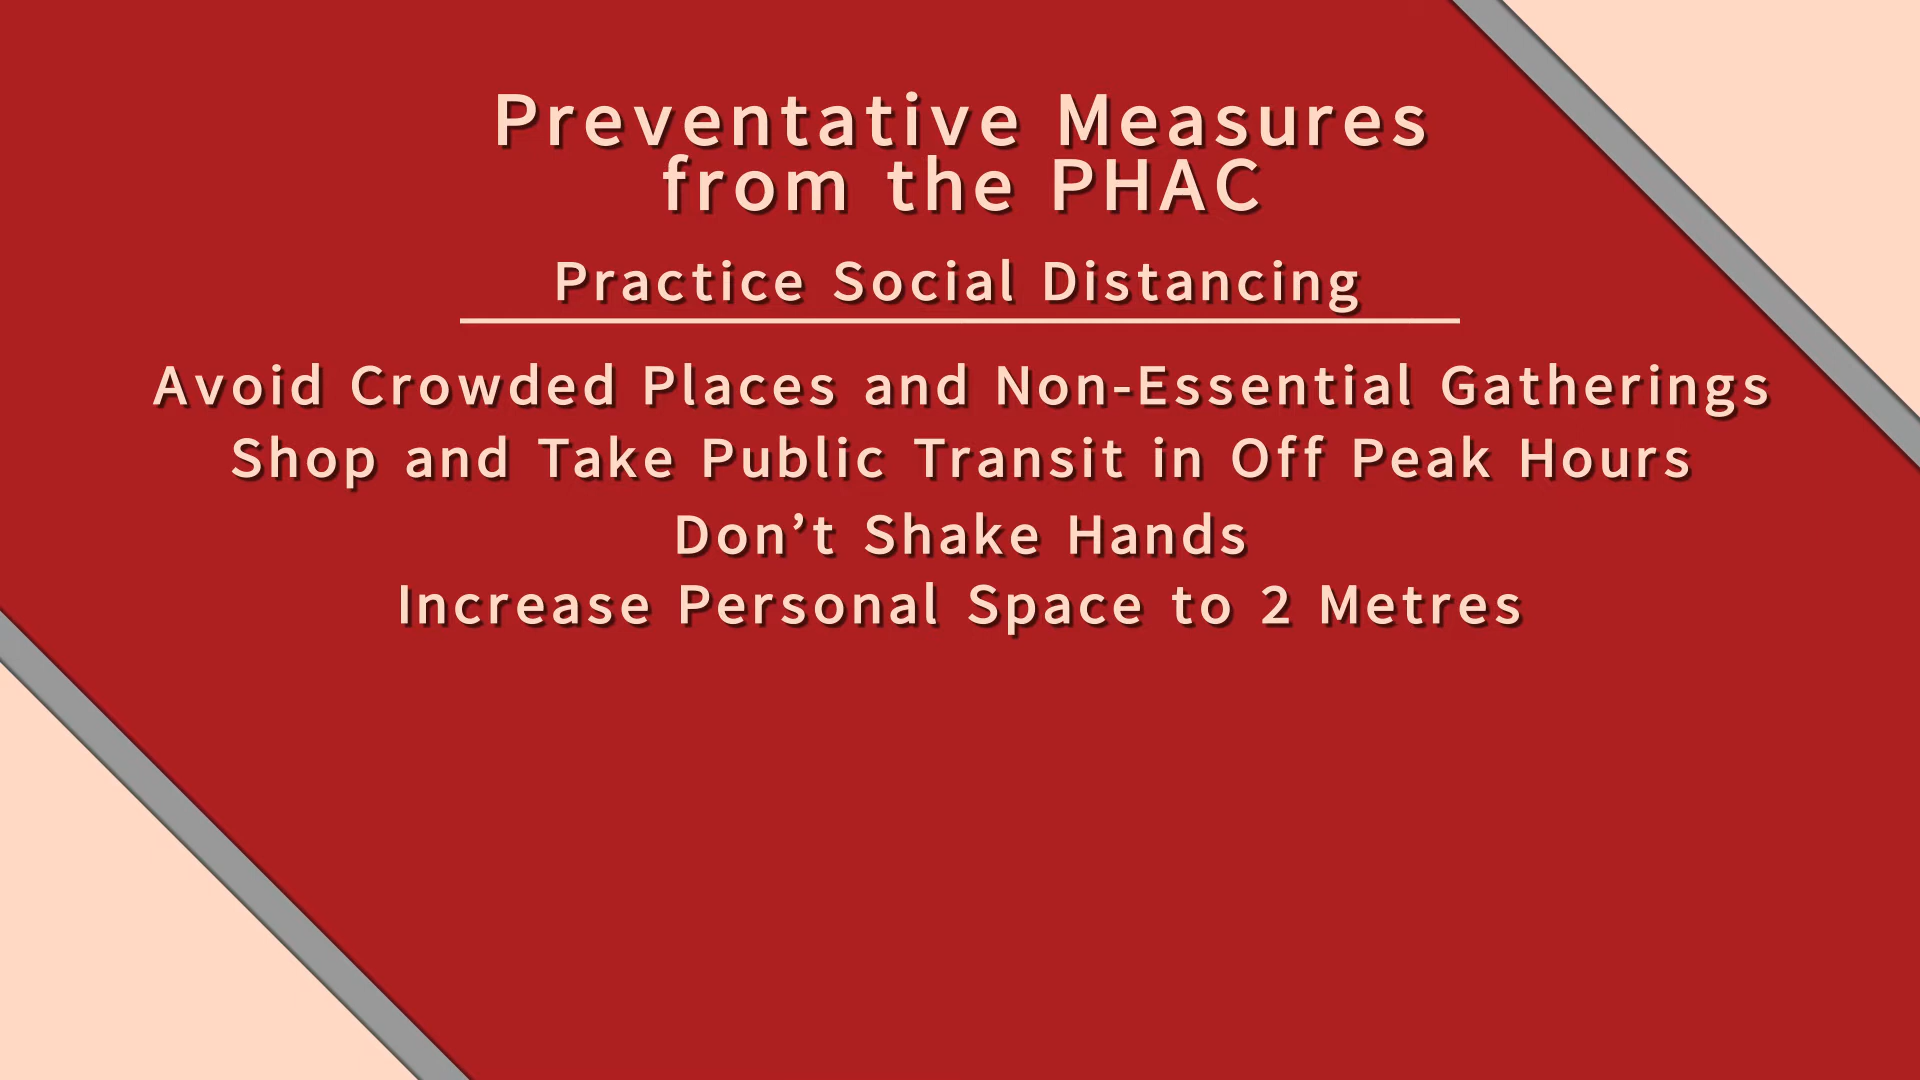 Preventative Measures
from the PHAC
Practice Social Distancing
Avoid Crowded Places and Non-Essential Gatherings
Shop and Take Public Transit in Off Peak Hours
Don’t Shake Hands
Increase Personal Space to 2 Metres